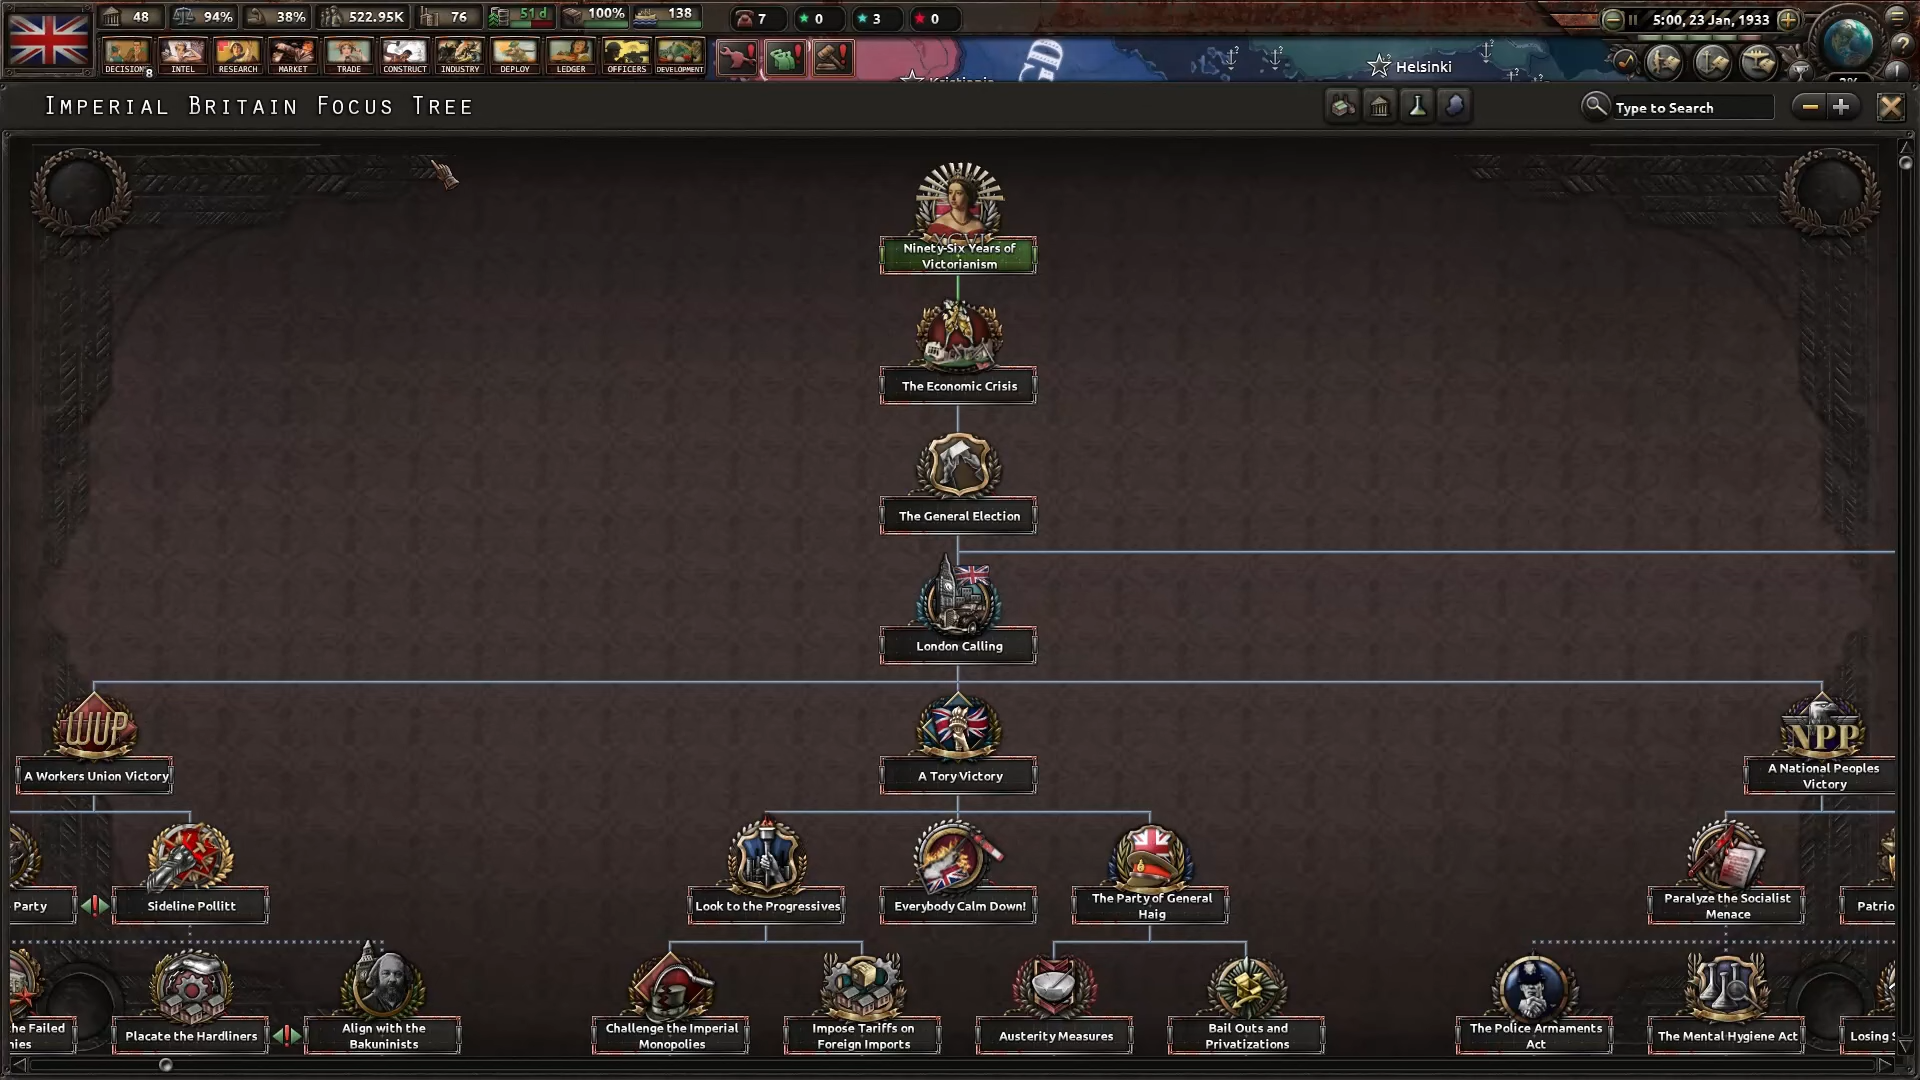 48
94%
38%
522.95K
76
51 d
100%
138
7
0
3
0
5:00, 23 Jan, 1933
DECISION
8
INTEL
RESEARCH
MARKET
TRADE
CONSTRUCT
INDUSTRY
DEPLOY
LEDGER
OFFICERS
DEVELOPMENT
Helsinki
IMPERIAL BRITAIN FOCUS TREE
Type to Search
Ninety-Six Years of
Victorianism
The Economic Crisis
The General Election
London Calling
WUP
A Workers Union Victory
A Tory Victory
NPP
A National Peoples
Victory
Party
Sideline Pollitt
Look to the Progressives
Everybody Calm Down!
The Party of General
Haig
Paralyze the Socialist
Menace
Patrio
he Failed
nies
Placate the Hardliners
Align with the
Bakuninists
Challenge the Imperial
Monopolies
Impose Tariffs on
Foreign Imports
Austerity Measures
Bail Outs and
Privatizations
The Police Armaments
Act
The Mental Hygiene Act
Losing S